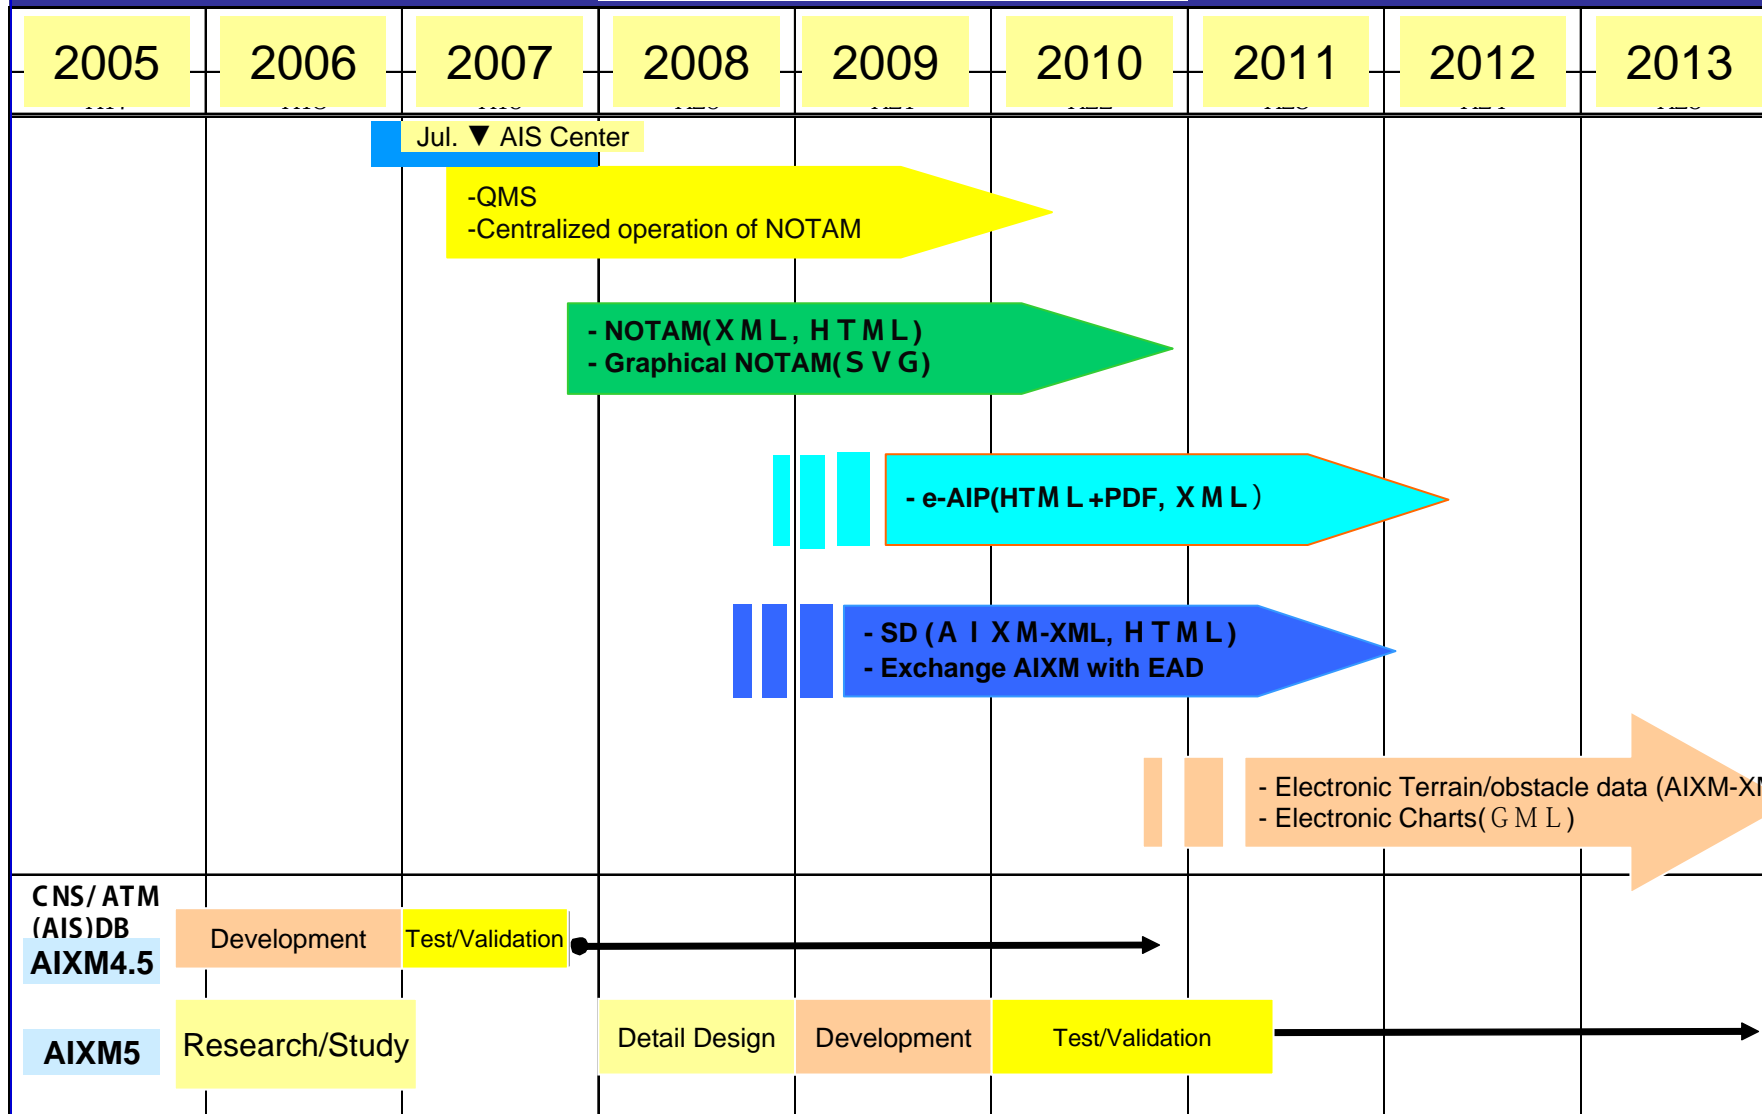 2005 2006 2007 2008 2009 2010 2011 2012 2013
Jul. ▼ AIS Center
-QMS
-Centralized operation of NOTAM
- NOTAM(ＸＭＬ, ＨＴＭＬ)
- Graphical NOTAM(ＳＶＧ)
- e-AIP(HTＭＬ+PDF, ＸＭＬ）
- SD (ＡＩＸＭ-XML, ＨＴＭＬ)
- Exchange AIXM with EAD
- Electronic Terrain/obstacle data (AIXM-XM
- Electronic Charts(ＧＭＬ)
CNS/ATM
(AIS)DB
AIXM4.5
Development
Test/Validation
AIXM5
Research/Study
Detail Design
Development
Test/Validation